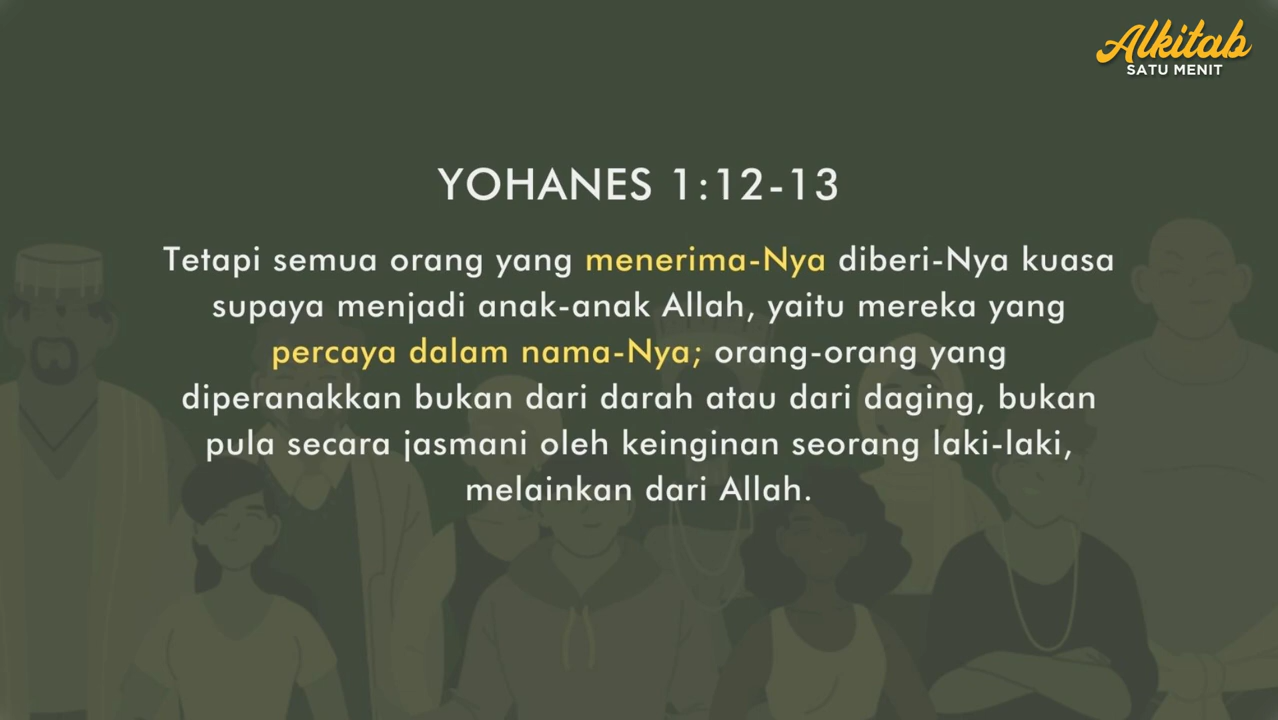 Alkitab
SATU MENIT
YOHANES 1:12-13
Tetapi semua orang yang menerima-Nya diberi-Nya kuasa
supaya menjadi anak-anak Allah, yaitu mereka yang
percaya dalam nama-Nya; orang-orang yang
diperanakkan bukan dari darah atau dari daging, bukan
pula secara jasmani oleh keinginan seorang laki-laki,
melainkan dari Allah.